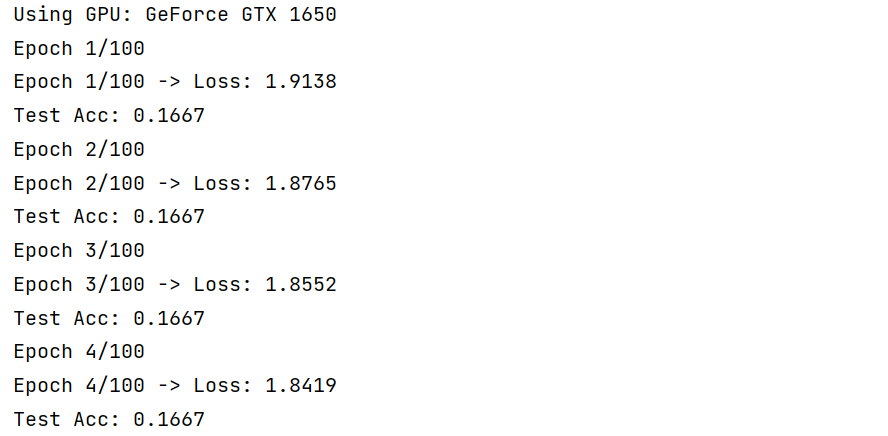 Using GPU: GeForce GTX 1650
Epoch 1/100
Epoch 1/100 -> Loss: 1.9138
Test Acc: 0.1667
Epoch 2/100
Epoch 2/100 -> Loss: 1.8765
Test Acc: 0.1667
Epoch 3/100
Epoch 3/100 -> Loss: 1.8552
Test Acc: 0.1667
Epoch 4/100
Epoch 4/100 -> Loss: 1.8419
Test Acc: 0.1667